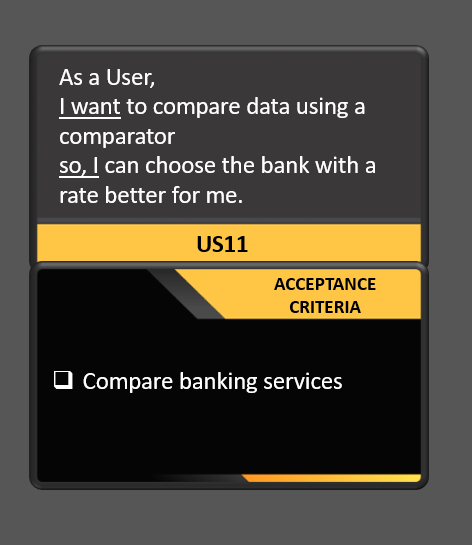 As a User,
I want to compare data using a
comparator
so, I can choose the bank with a
rate better for me.
US11
ACCEPTANCE
CRITERIA
❑ Compare banking services